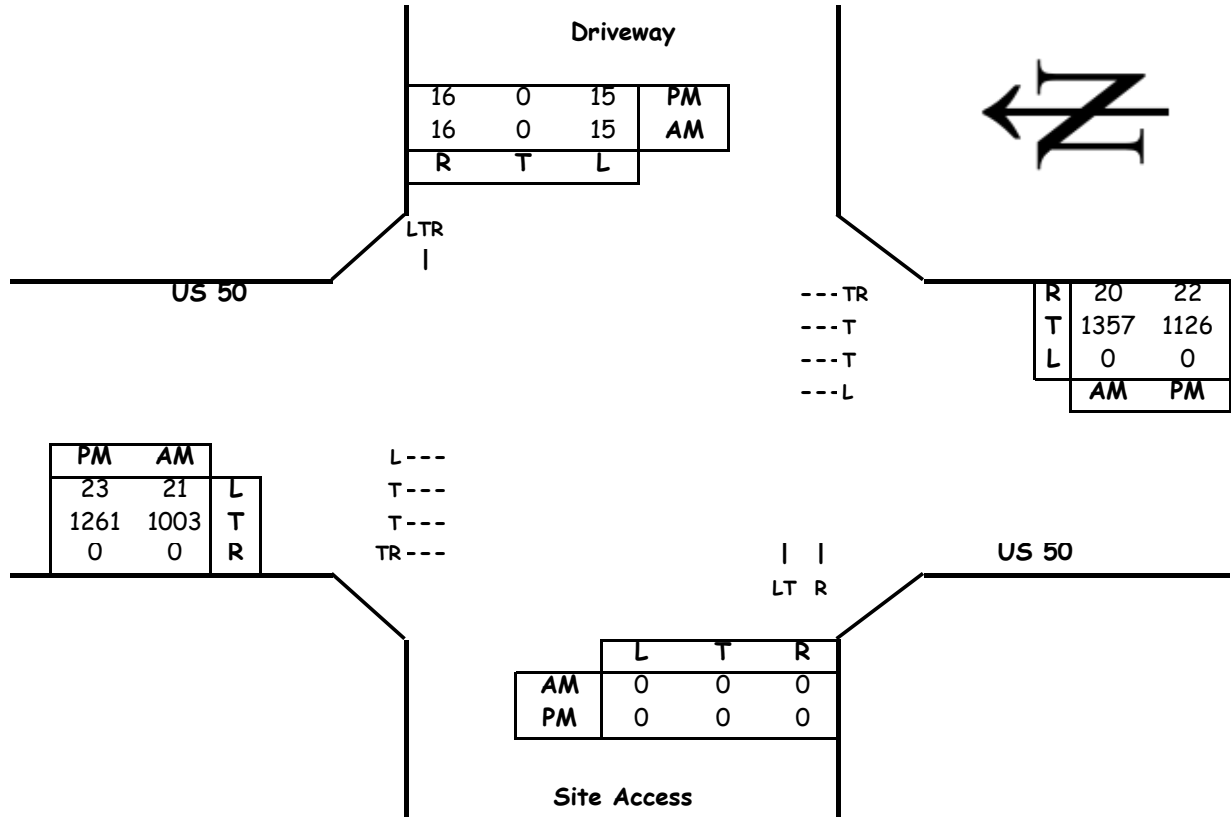 Driveway
16 0 15 PM
16 0 15 AM
R T L
LTR
US 50
--- TR
--- T
--- T
--- L
R 20 22
T 1357 1126
L 0 0
AM PM
PM AM
23 21 L
1261 1003 T
0 0 R
L ---
T ---
T ---
TR ---
LT R
US 50
L T R
AM 0 0 0
PM 0 0 0
Site Access
N